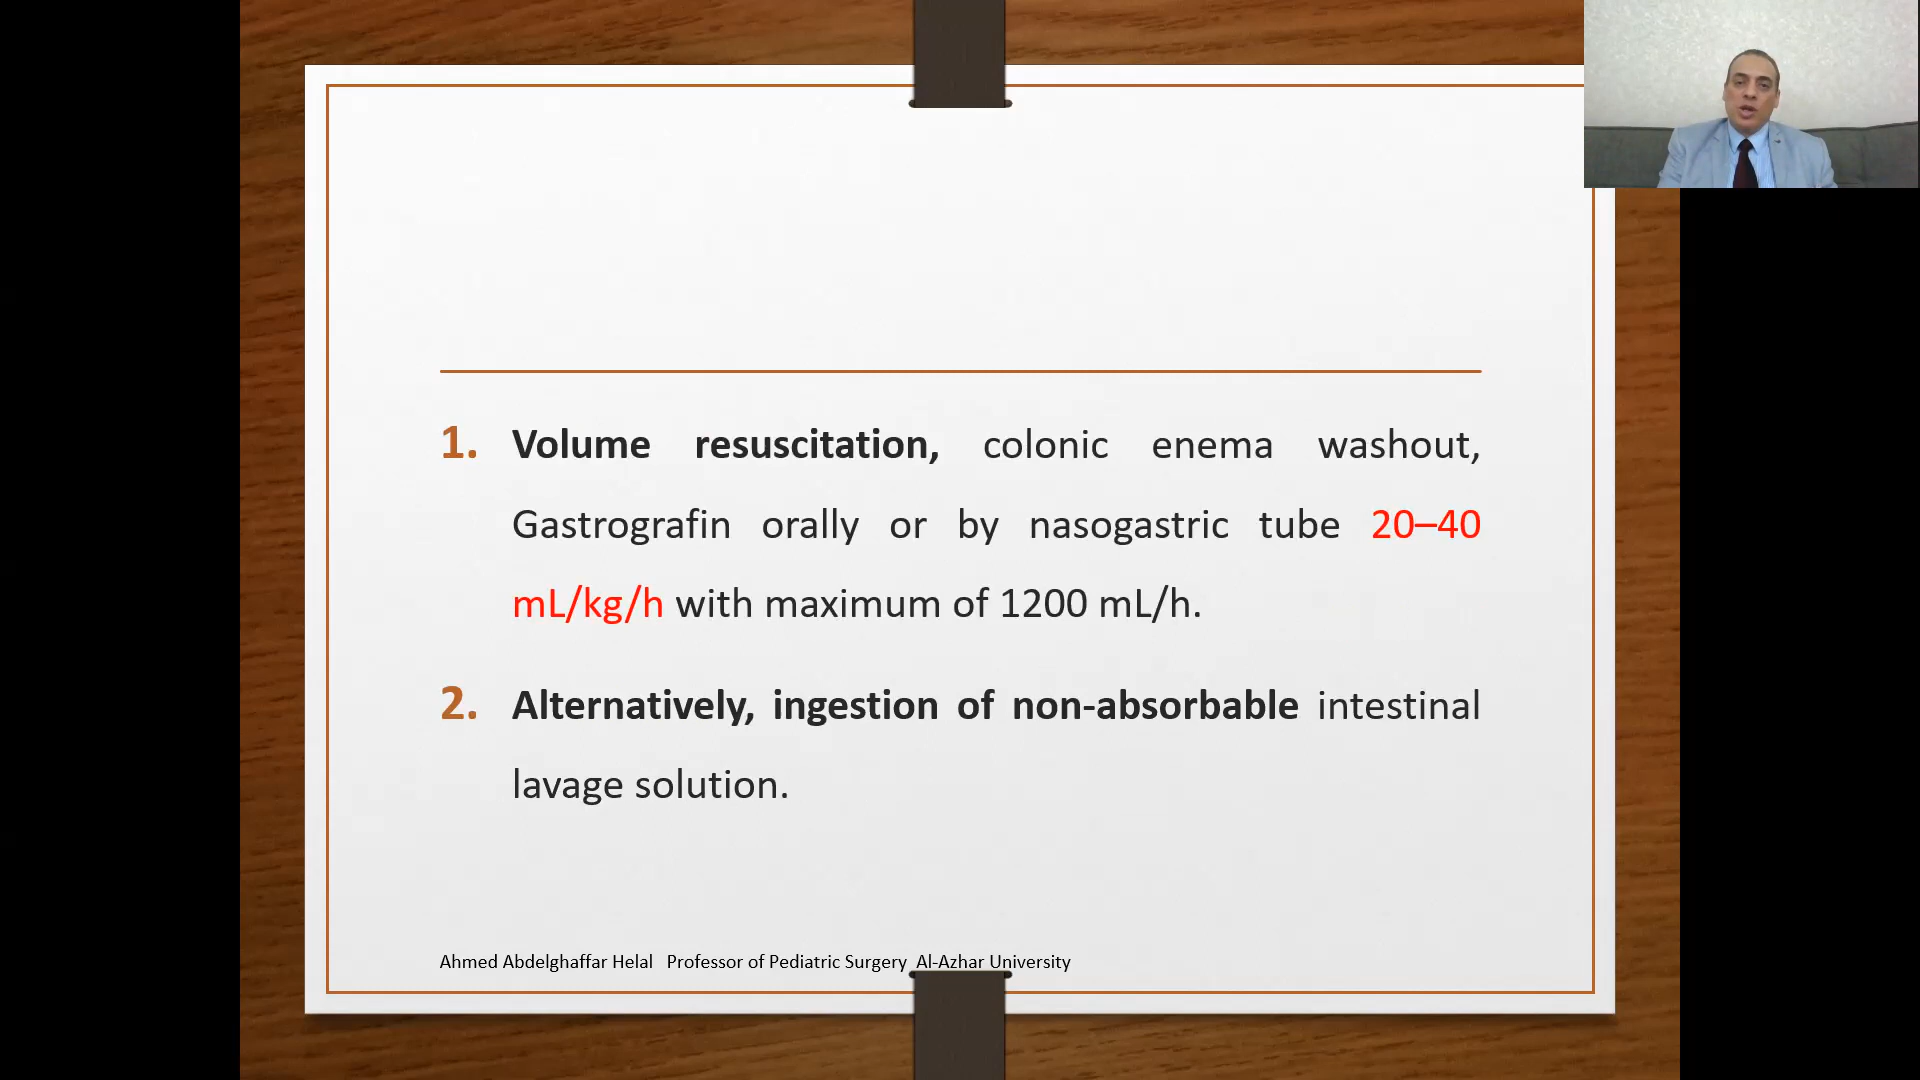 1. Volume resuscitation, colonic enema washout,
Gastrografin orally or by nasogastric tube 20–40
mL/kg/h with maximum of 1200 mL/h.
2. Alternatively, ingestion of non-absorbable intestinal
lavage solution.
Ahmed Abdelghaffar Helal Professor of Pediatric Surgery Al-Azhar University